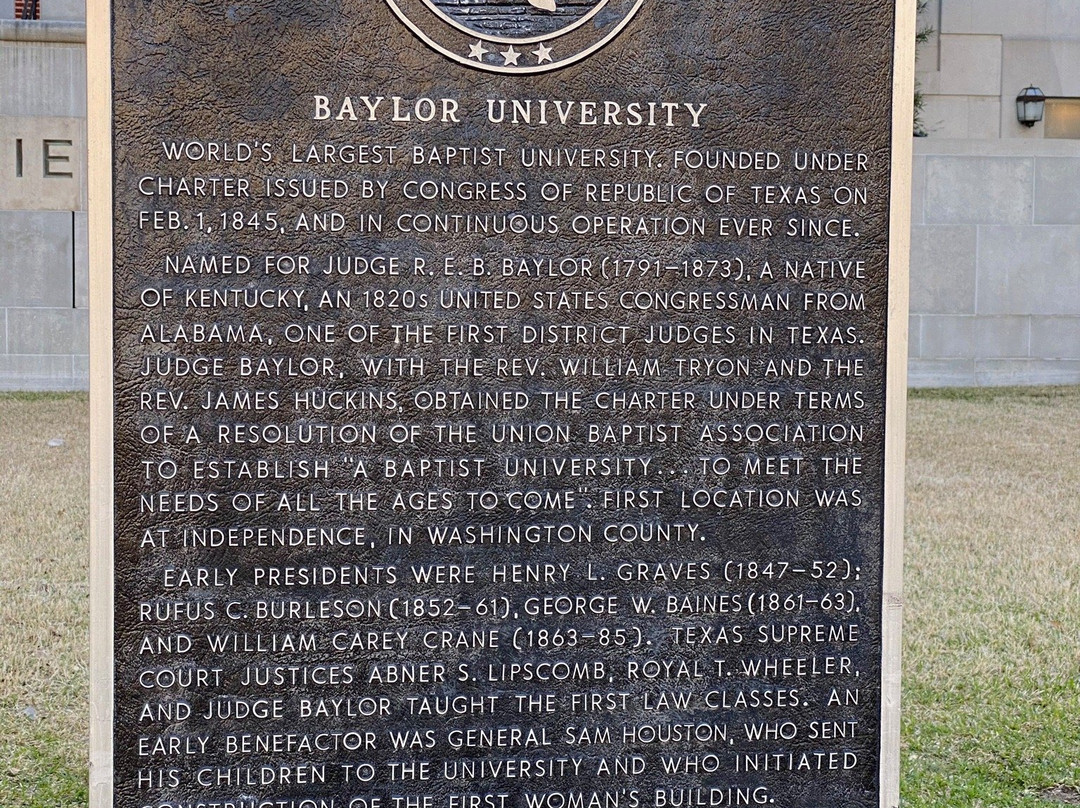 IE
BAYLOR UNIVERSITY
WORLD'S LARGEST BAPTIST UNIVERSITY. FOUNDED UNDER
CHARTER ISSUED BY CONGRESS OF REPUBLIC OF TEXAS ON
FEB. 1, 1845, AND IN CONTINUOUS OPERATION EVER SINCE.
NAMED FOR JUDGE R. E. B. BAYLOR (1791-1873), A NATIVE
OF KENTUCKY, AN 1820s UNITED STATES CONGRESSMAN FROM
ALABAMA, ONE OF THE FIRST DISTRICT JUDGES IN TEXAS.
JUDGE BAYLOR, WITH THE REV. WILLIAM TRYON AND THE
REV. JAMES HUCKINS, OBTAINED THE CHARTER UNDER TERMS
OF A RESOLUTION OF THE UNION BAPTIST ASSOCIATION
TO ESTABLISH "A BAPTIST UNIVERSITY... TO MEET THE
NEEDS OF ALL THE AGES TO COME". FIRST LOCATION WAS
AT INDEPENDENCE, IN WASHINGTON COUNTY.
EARLY PRESIDENTS WERE HENRY L. GRAVES (1847-52);
RUFUS C. BURLESON (1852-61), GEORGE W. BAINES (1861-63),
AND WILLIAM CAREY CRANE (1863-85). TEXAS SUPREME
COURT JUSTICES ABNER S. LIPSCOMB, ROYAL T. WHEELER,
AND JUDGE BAYLOR TAUGHT THE FIRST LAW CLASSES. AN
EARLY BENEFACTOR WAS GENERAL SAM HOUSTON, WHO SENT
HIS CHILDREN TO THE UNIVERSITY AND WHO INITIATED
CONSTRUCTION OF THE FIRST WOMAN'S BUILDING.